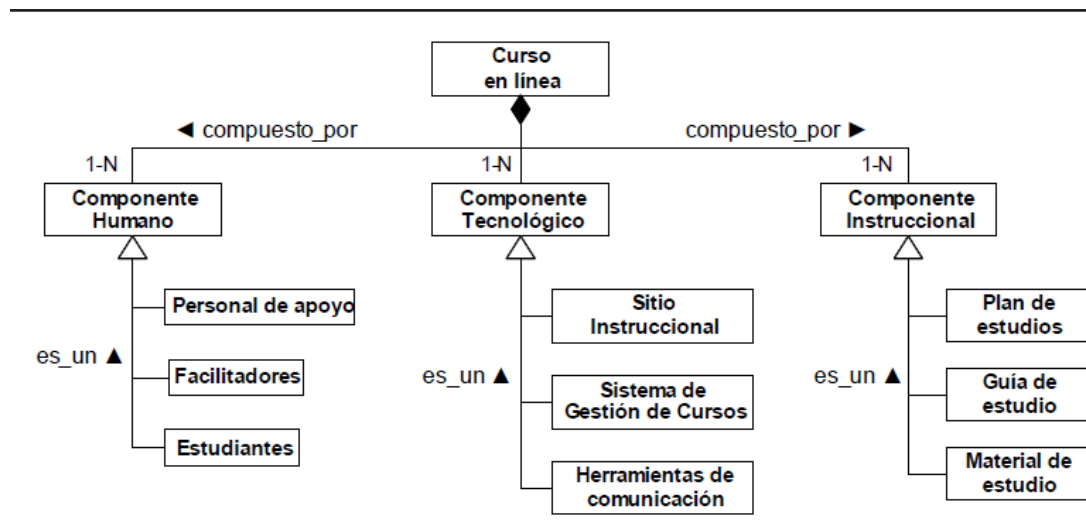 Curso
en línea
◄ compuesto_por
compuesto_por ►
1-N
1-N
1-N
Componente
Humano
Componente
Tecnológico
Componente
Instruccional
Personal de apoyo
es_un ▲
Facilitadores
Estudiantes
Sitio
Instruccional
es_un ▲
Sistema de
Gestión de Cursos
Herramientas de
comunicación
Plan de
estudios
es_un ▲
Guía de
estudio
Material de
estudio